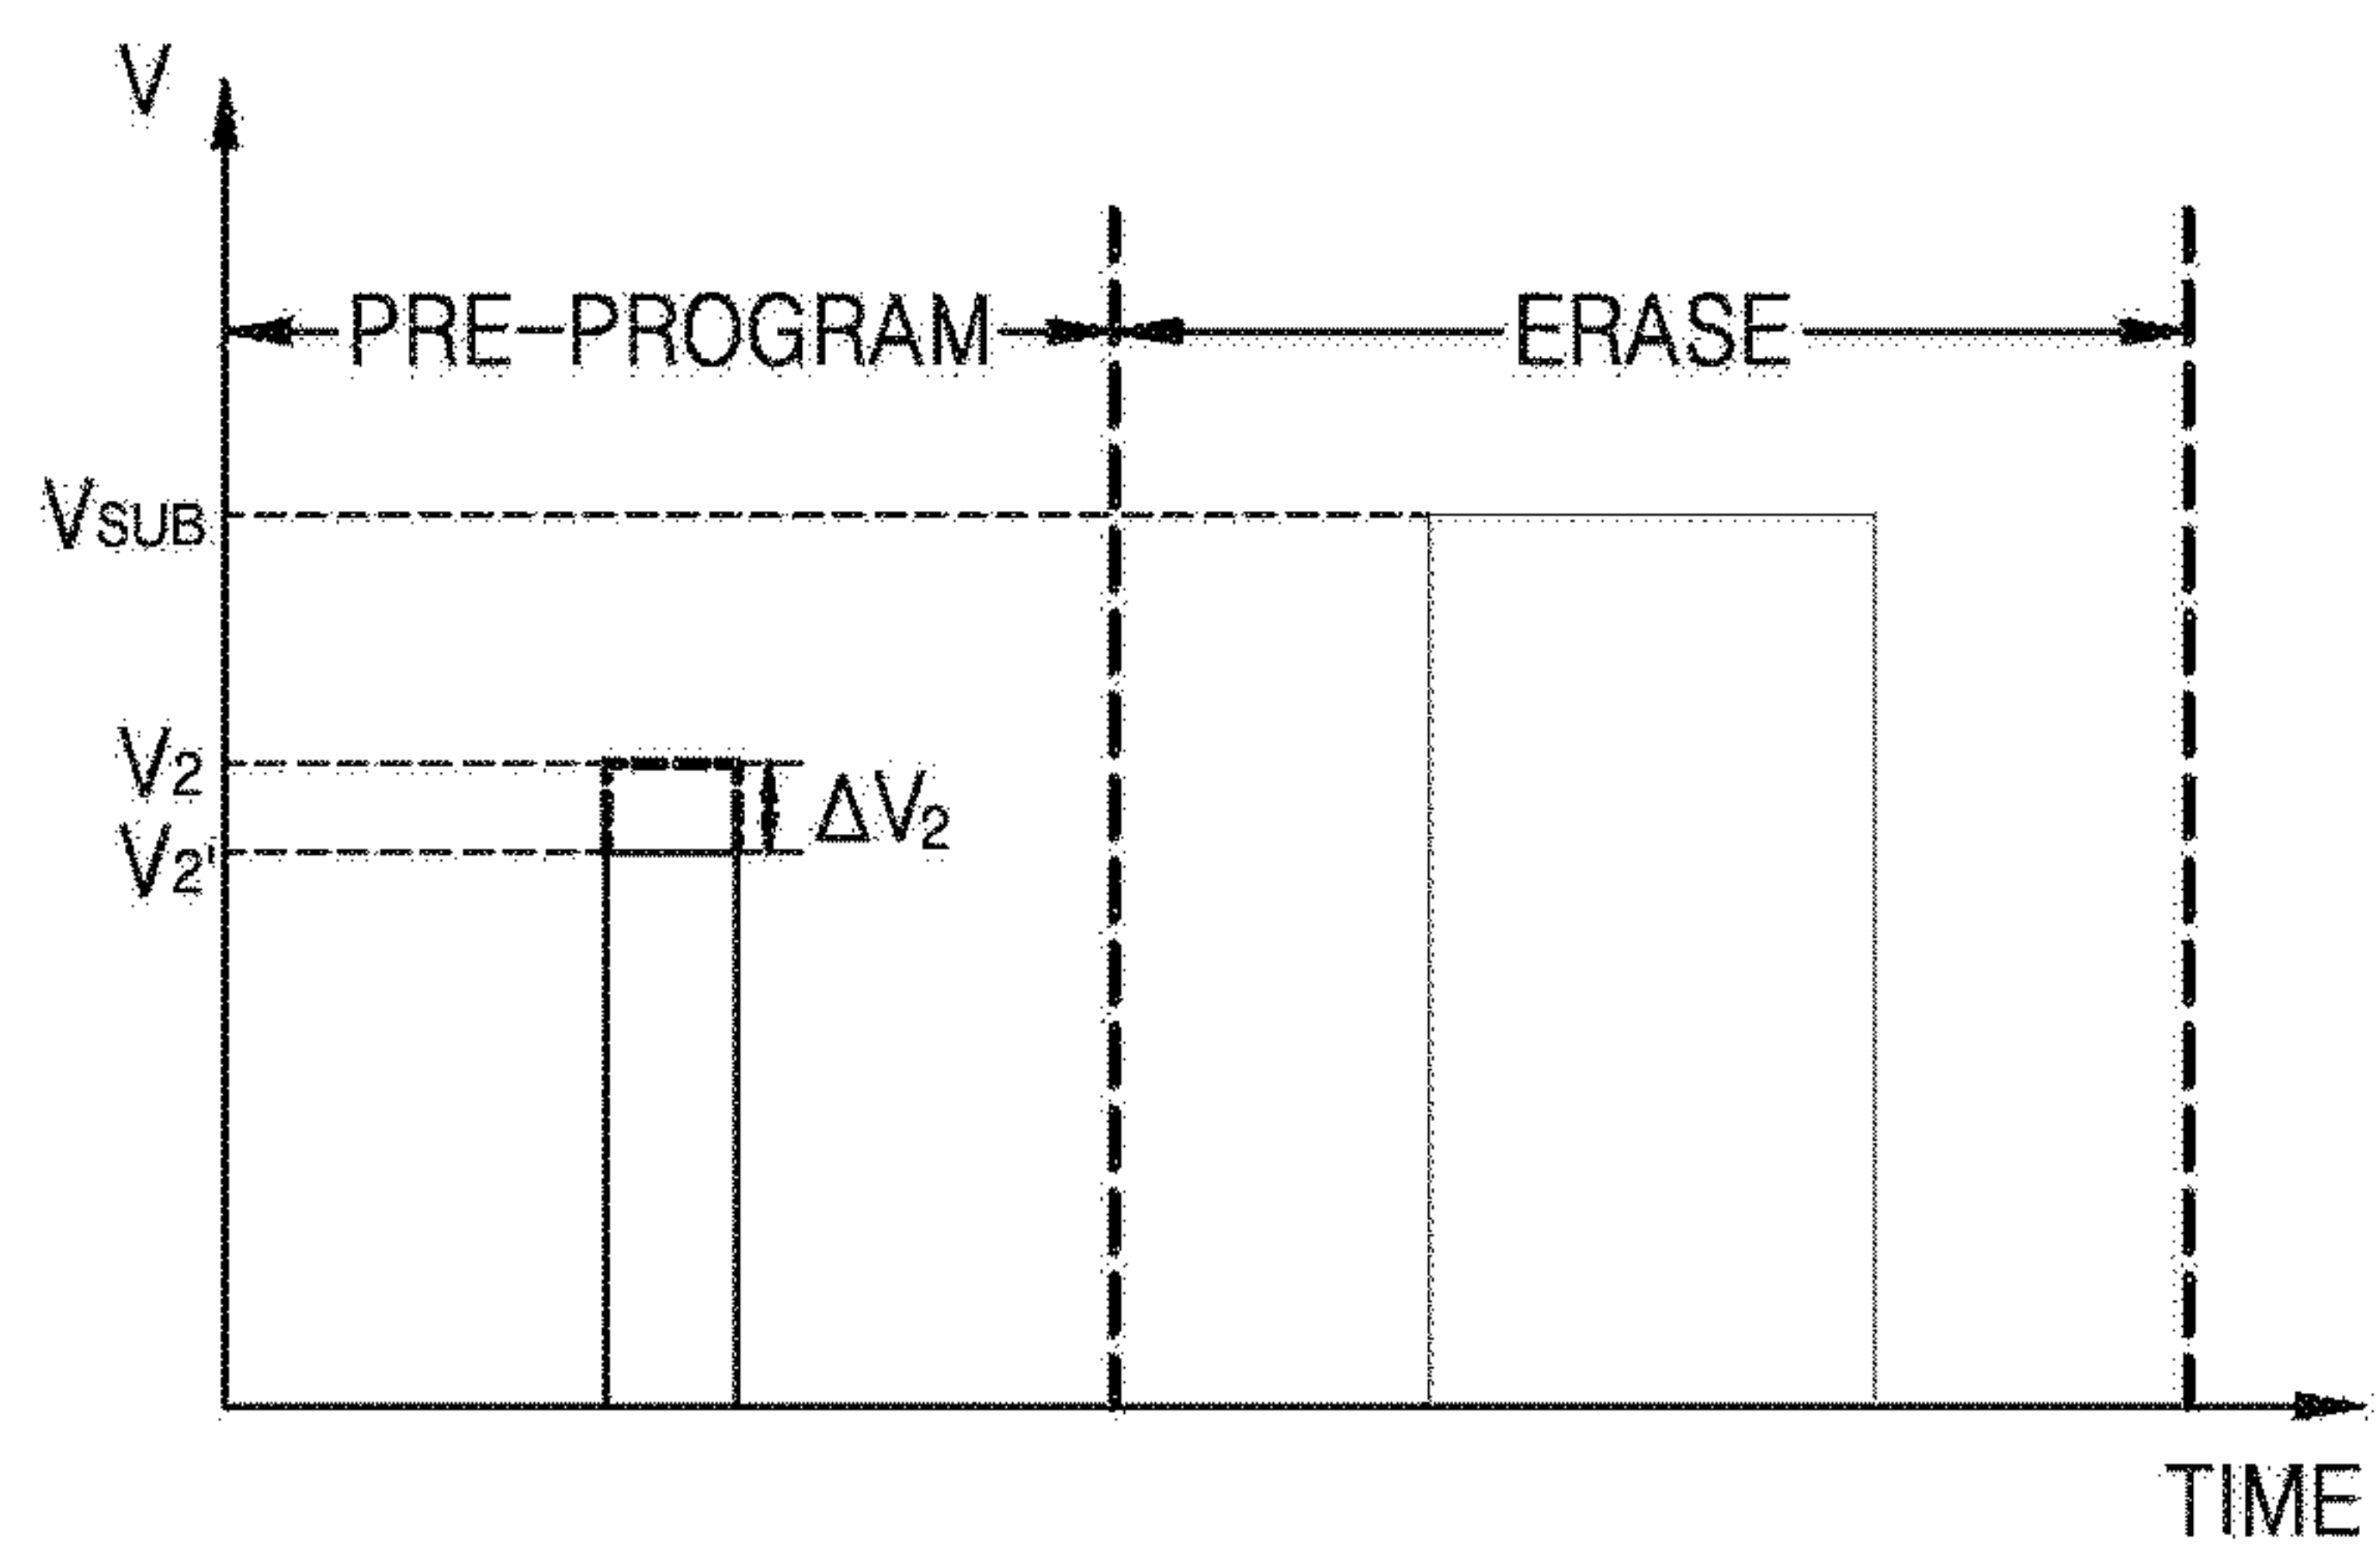 V
PRE-PROGRAM ERASE
VSUB
V2
ΔV2
V2'
TIME